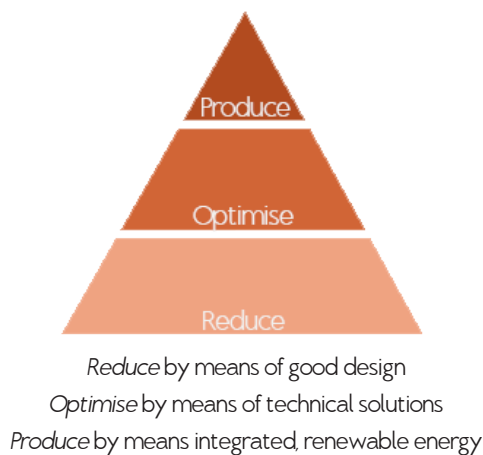 Produce
Optimise
Reduce
Reduce by means of good design
Optimise by means of technical solutions
Produce by means integrated, renewable energy